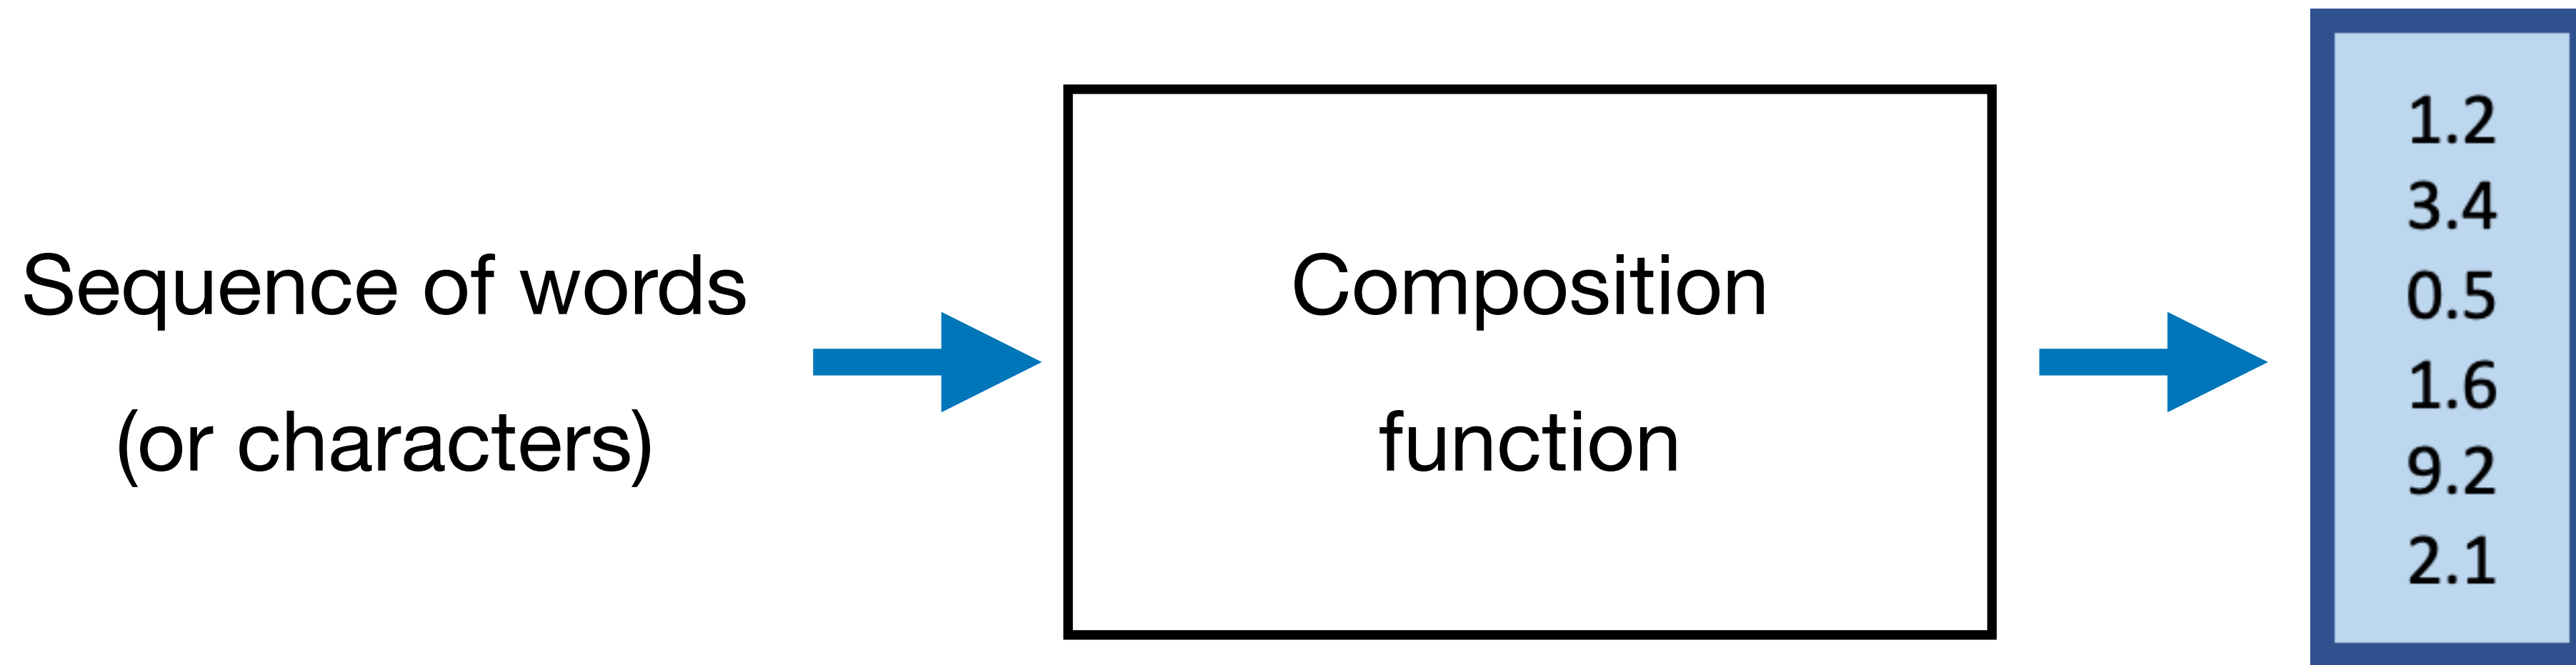 Sequence of words
(or characters)
Composition
function
1.2
3.4
0.5
1.6
9.2
2.1